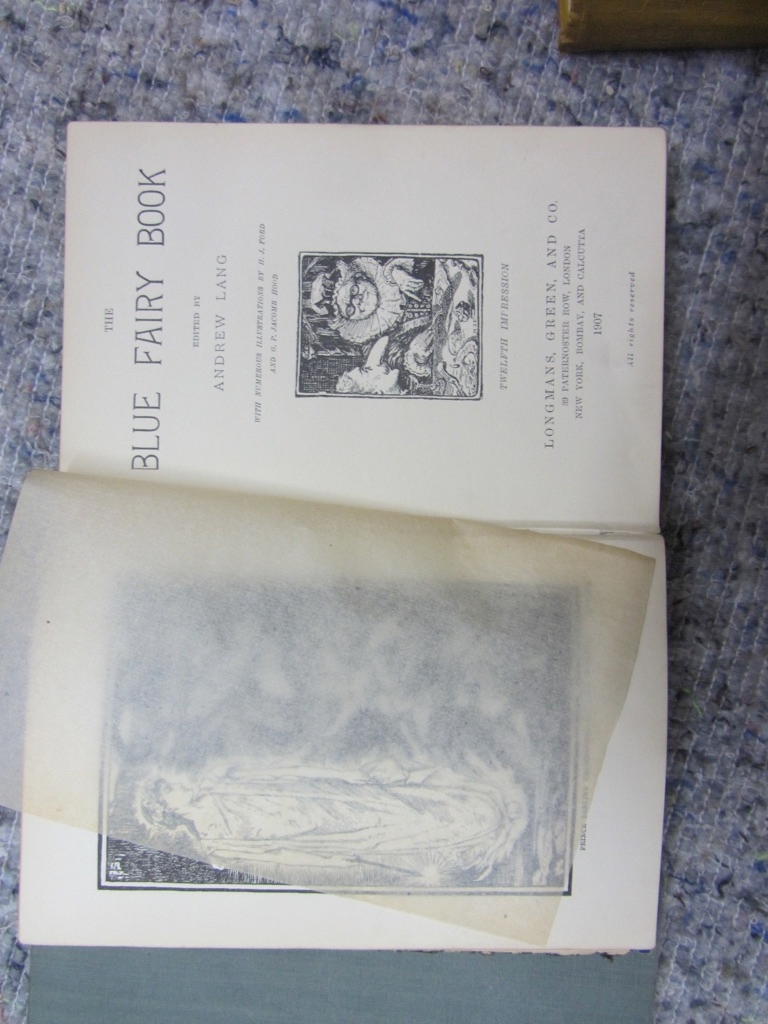 THE
BLUE FAIRY BOOK
EDITED BY
ANDREW LANG
WITH NUMEROUS ILLUSTRATIONS BY H. J. FORD
AND G. P. JACOMB HOOD
TWELFTH IMPRESSION
LONGMANS, GREEN, AND CO.
39 PATERNOSTER ROW, LONDON
NEW YORK, BOMBAY, AND CALCUTTA
1907
All rights reserved
PRINCE